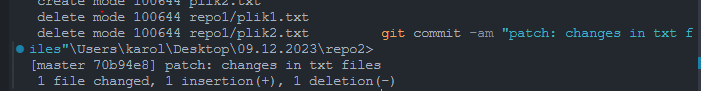 create mode 100644 plik2.txt
delete mode 100644 repo1/plik1.txt
delete mode 100644 repo1/plik2.txt git commit -am "patch: changes in txt f
iles"\Users\karol\Desktop\09.12.2023\repo2>
[master 70b94e8] patch: changes in txt files
1 file changed, 1 insertion(+), 1 deletion(-)